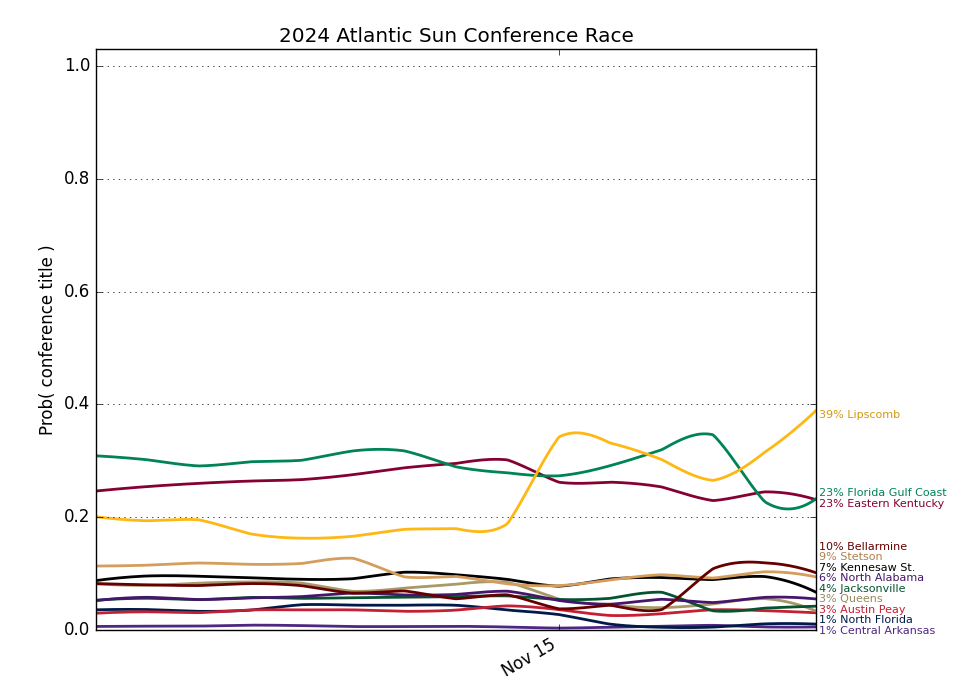 2024 Atlantic Sun Conference Race
1.0
0.8
0.6
0.4
0.2
0.0
Prob( conference title )
Nov 15
39% Lipscomb
23% Florida Gulf Coast
23% Eastern Kentucky
10% Bellarmine
9% Stetson
7% Kennesaw St.
6% North Alabama
4% Jacksonville
3% Queens
3% Austin Peay
1% North Florida
1% Central Arkansas